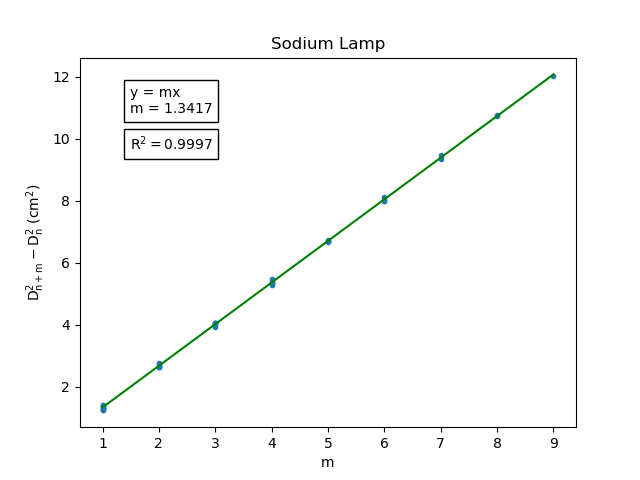 Sodium Lamp
y = mx
m = 1.3417
R² = 0.9997
D²ₙ₊ₘ − D²ₙ (cm²)
12
10
8
6
4
2
1 2 3 4 5 6 7 8 9
m